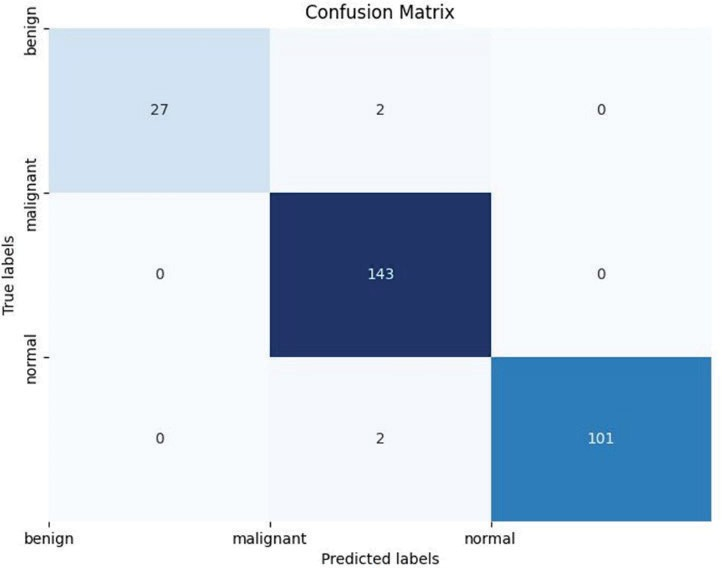 Confusion Matrix
benign
27 2 0
malignant
0 143 0
True labels
normal
0 2 101
benign malignant normal
Predicted labels